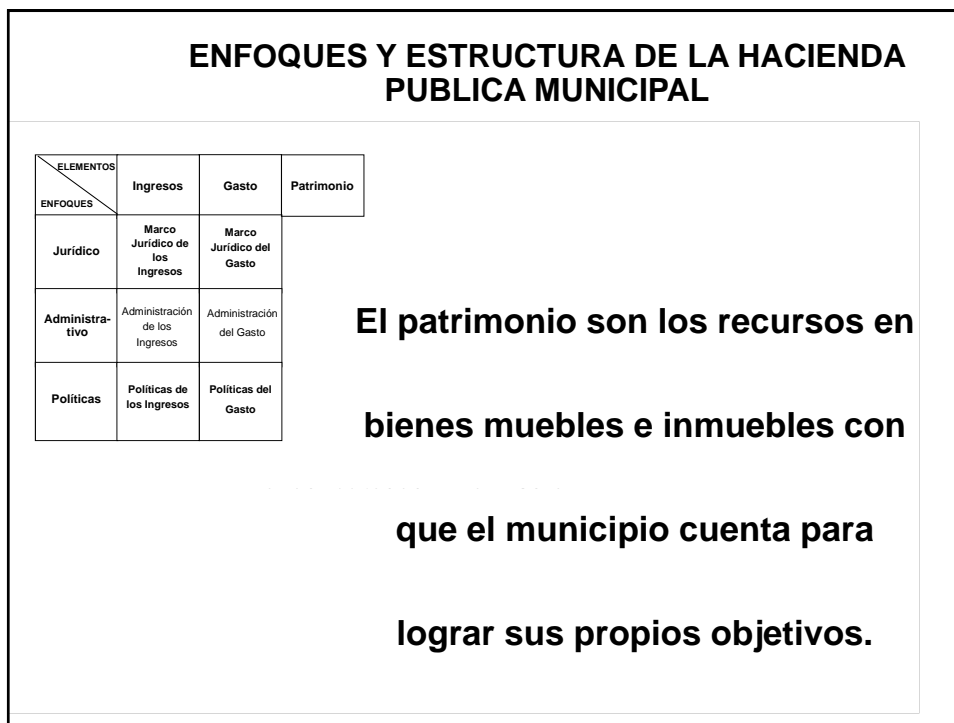 ENFOQUES Y ESTRUCTURA DE LA HACIENDA
PUBLICA MUNICIPAL
ELEMENTOS
ENFOQUES
Ingresos
Gasto
Patrimonio
Jurídico
Marco
Jurídico de
los
Ingresos
Marco
Jurídico del
Gasto
Administra-
tivo
Administración
de los
Ingresos
Administración
del Gasto
Políticas
Políticas de
los Ingresos
Políticas del
Gasto
El patrimonio son los recursos en
bienes muebles e inmuebles con
que el municipio cuenta para
lograr sus propios objetivos.